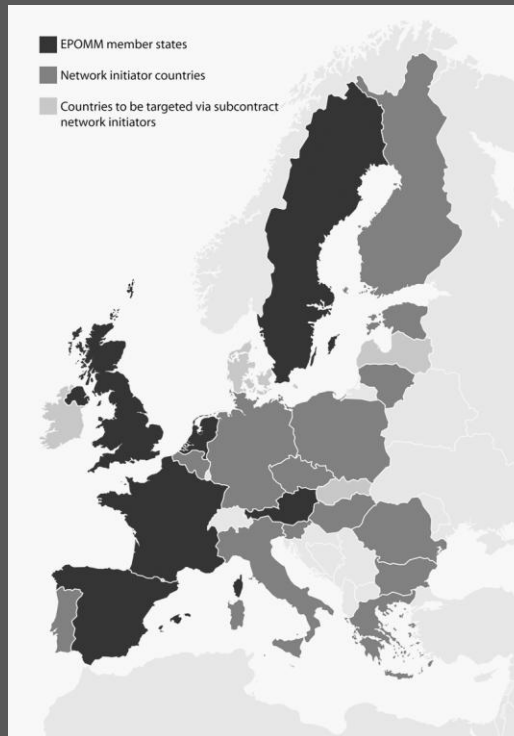 EPOMM member states
Network initiator countries
Countries to be targeted via subcontract
network initiators